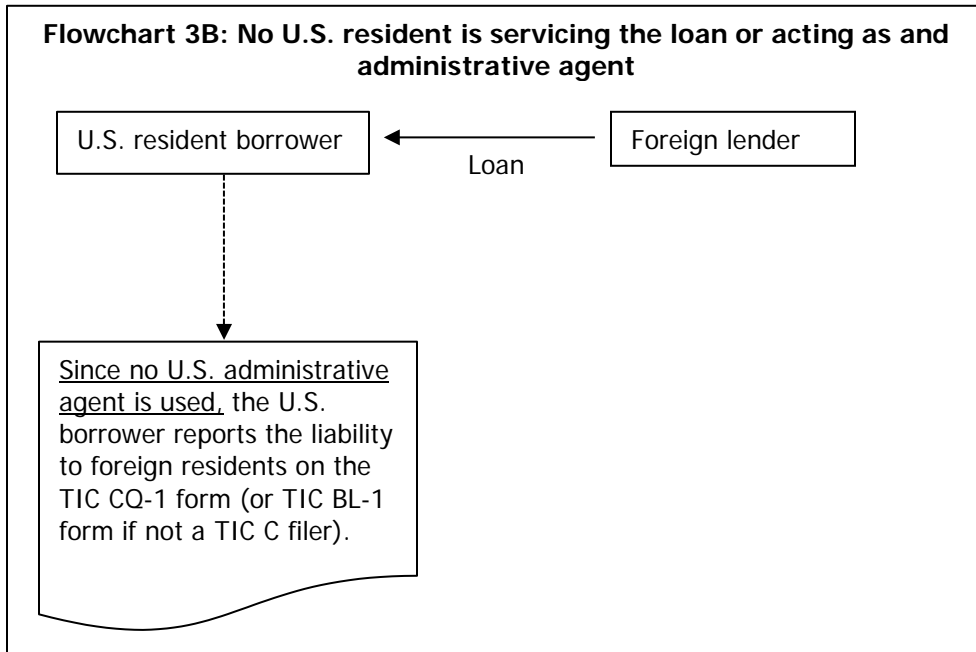 Flowchart 3B: No U.S. resident is servicing the loan or acting as and
administrative agent
U.S. resident borrower
Foreign lender
Loan
Since no U.S. administrative
agent is used, the U.S.
borrower reports the liability
to foreign residents on the
TIC CQ-1 form (or TIC BL-1
form if not a TIC C filer).